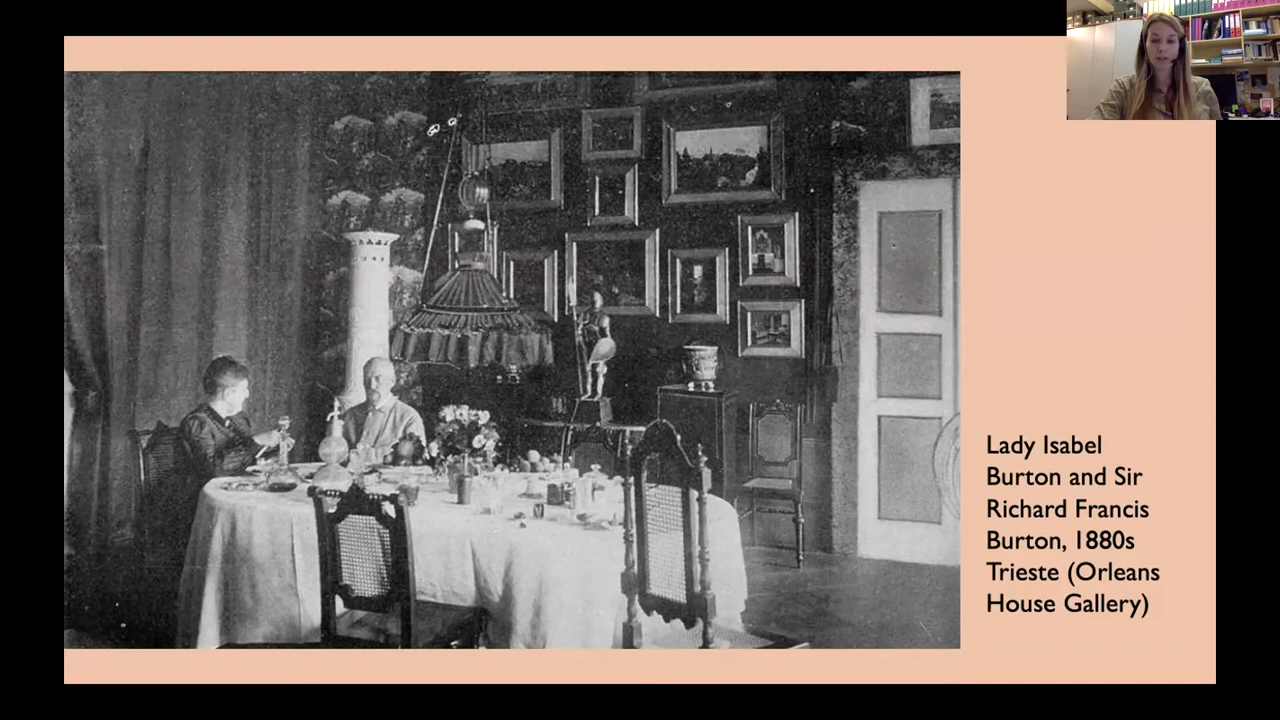 Lady Isabel
Burton and Sir
Richard Francis
Burton, 1880s
Trieste (Orleans
House Gallery)